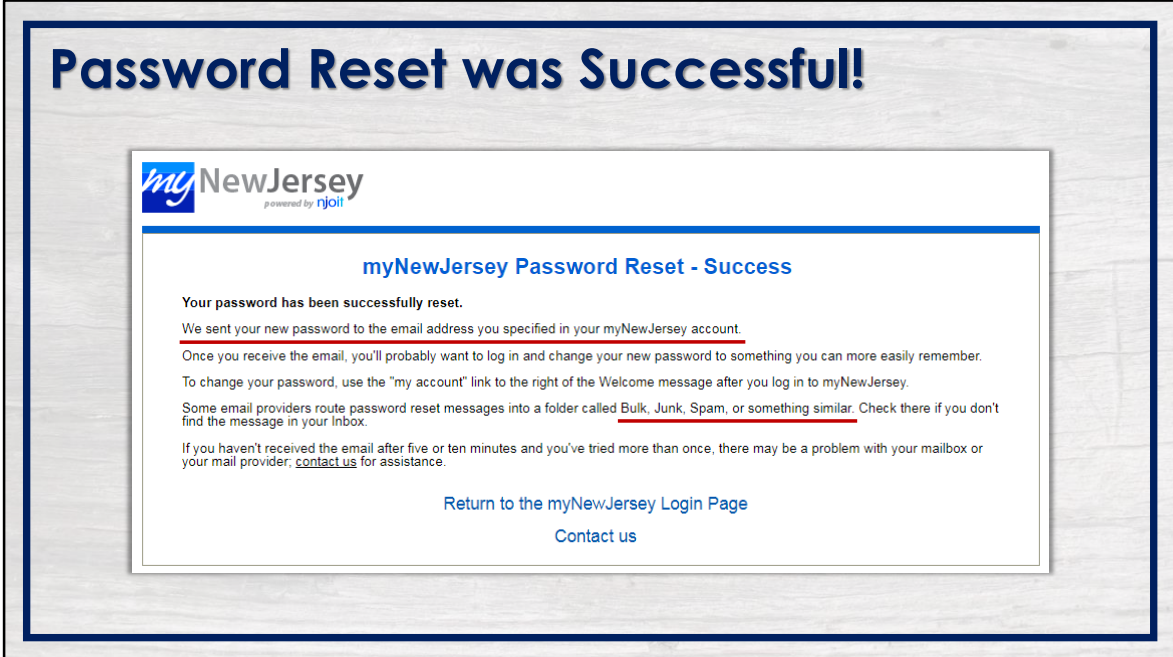 Password Reset was Successful!
my NewJersey
powered by njoit
myNewJersey Password Reset - Success
Your password has been successfully reset.
We sent your new password to the email address you specified in your myNewJersey account.
Once you receive the email, you'll probably want to log in and change your new password to something you can more easily remember.
To change your password, use the "my account" link to the right of the Welcome message after you log in to myNewJersey.
Some email providers route password reset messages into a folder called Bulk, Junk, Spam, or something similar. Check there if you don't
find the message in your Inbox.
If you haven't received the email after five or ten minutes and you've tried more than once, there may be a problem with your mailbox or
your mail provider; contact us for assistance.
Return to the myNewJersey Login Page
Contact us